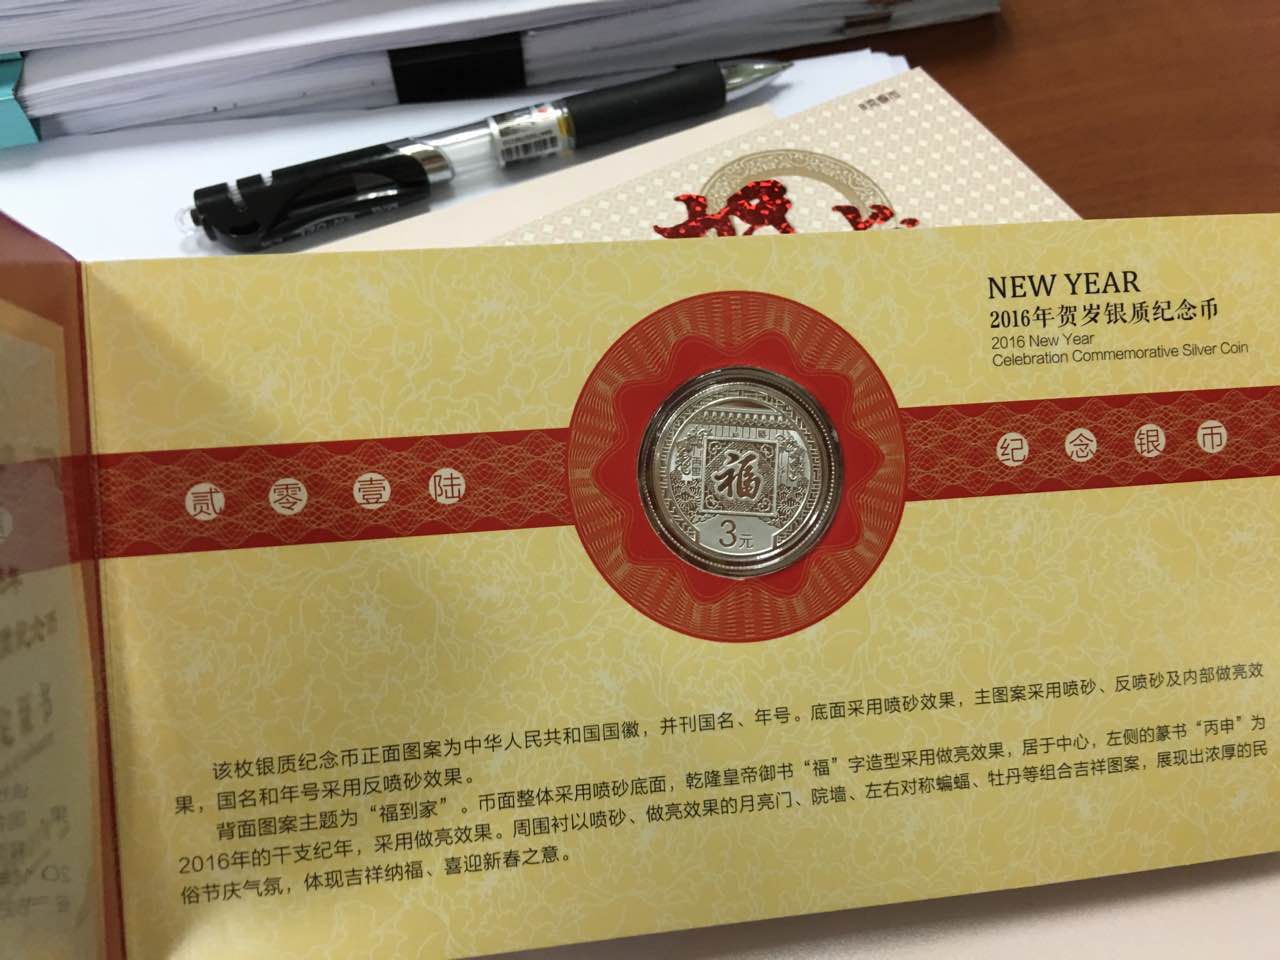 NEW YEAR
2016年贺岁银质纪念币
2016 New Year
Celebration Commemorative Silver Coin
贰零壹陆
纪念银币
福
3元
该枚银质纪念币正面图案为中华人民共和国国徽，并刊国名、年号。底面采用喷砂效果，主图案采用喷砂、反喷砂及内部做亮效
果，国名和年号采用反喷砂效果。
背面图案主题为“福到家”。币面整体采用喷砂底面，乾隆皇帝御书“福”字造型采用做亮效果，居于中心，左侧的篆书“丙申”为
2016年的干支纪年，采用做亮效果。周围衬以喷砂、做亮效果的月亮门、院墙、左右对称蝙蝠、牡丹等组合吉祥图案，展现出浓厚的民
俗节庆气氛，体现吉祥纳福、喜迎新春之意。